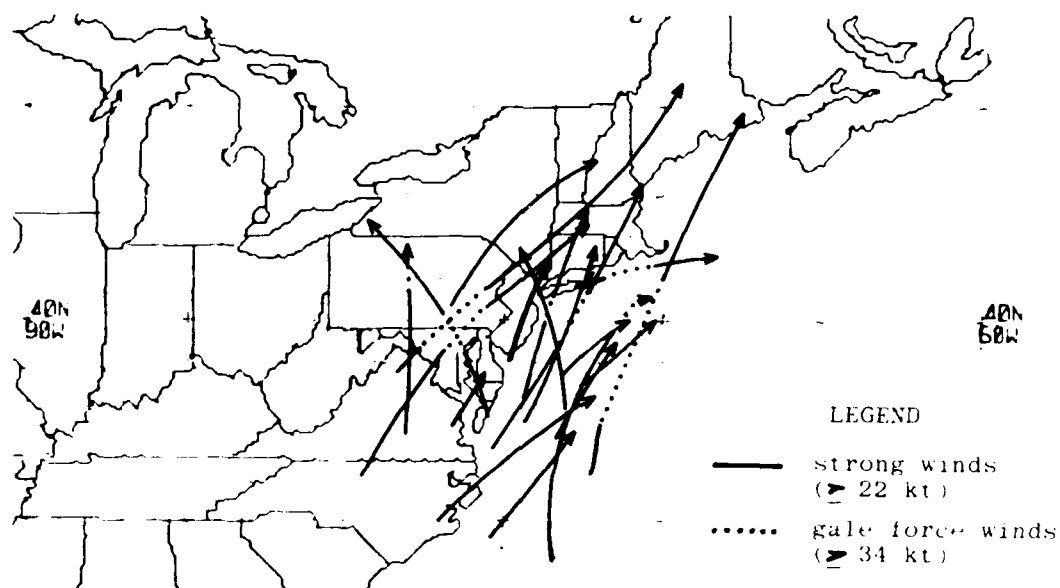 40N
90W
40N
60W
LEGEND
strong winds
(≥ 22 kt)
gale force winds
(≥ 34 kt)